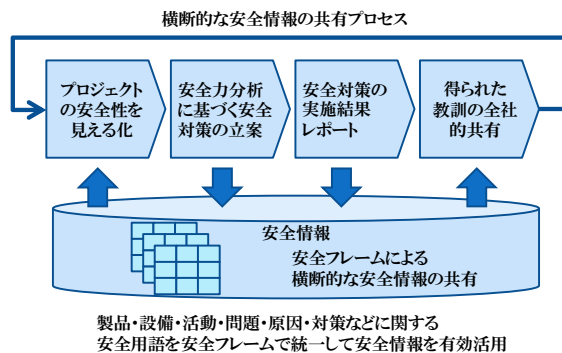 横断的な安全情報の共有プロセス
プロジェクト
の安全性を
見える化
安全力分析
に基づく安全
対策の立案
安全対策の
実施結果
レポート
得られた
教訓の全社
的共有
安全情報
安全フレームによる
横断的な安全情報の共有
製品・設備・活動・問題・原因・対策などに関する
安全用語を安全フレームで統一して安全情報を有効活用